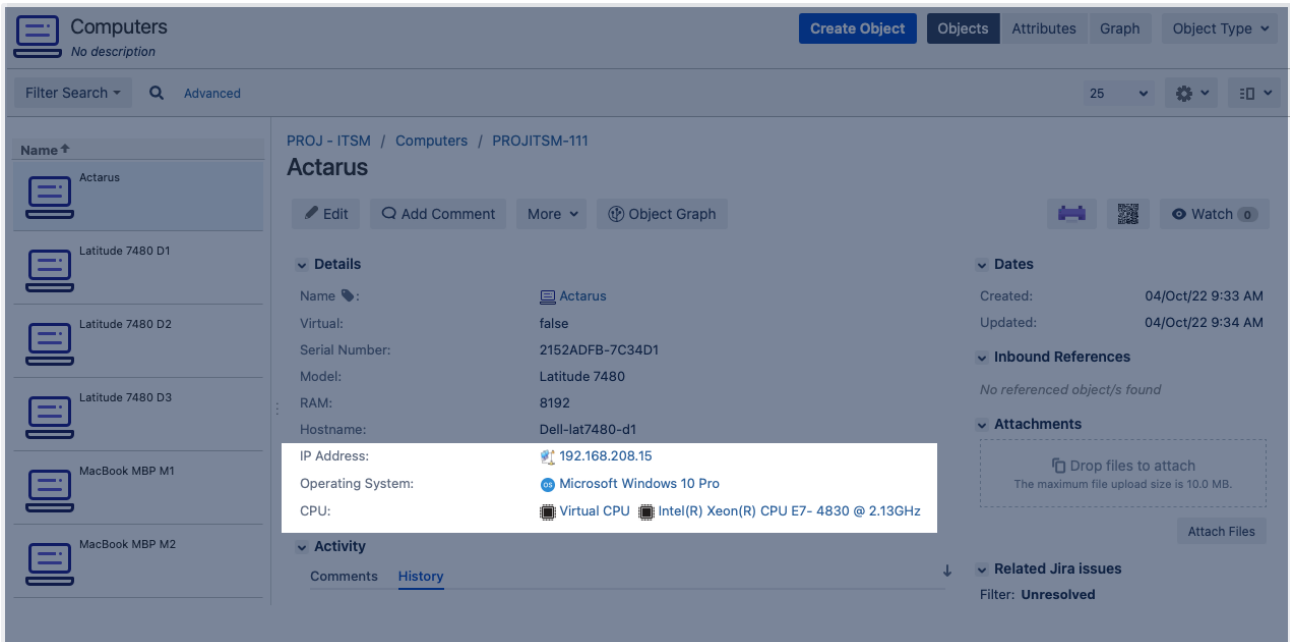 Computers
No description
Create Object Objects Attributes Graph Object Type
Filter Search Advanced 25
Name
Actarus
Latitude 7480 D1
Latitude 7480 D2
Latitude 7480 D3
MacBook MBP M1
MacBook MBP M2
PROJ - ITSM / Computers / PROJITSM-111
Actarus
Edit Add Comment More Object Graph Watch 0
Details
Name :
Actarus
Virtual: false
Serial Number: 2152ADFB-7C34D1
Model: Latitude 7480
RAM: 8192
Hostname: Dell-lat7480-d1
IP Address: 192.168.208.15
Operating System: OS Microsoft Windows 10 Pro
CPU: Virtual CPU Intel(R) Xeon(R) CPU E7- 4830 @ 2.13GHz
Activity
Comments History
Dates
Created: 04/Oct/22 9:33 AM
Updated: 04/Oct/22 9:34 AM
Inbound References
No referenced object/s found
Attachments
Drop files to attach
The maximum file upload size is 10.0 MB.
Attach Files
Related Jira issues
Filter: Unresolved